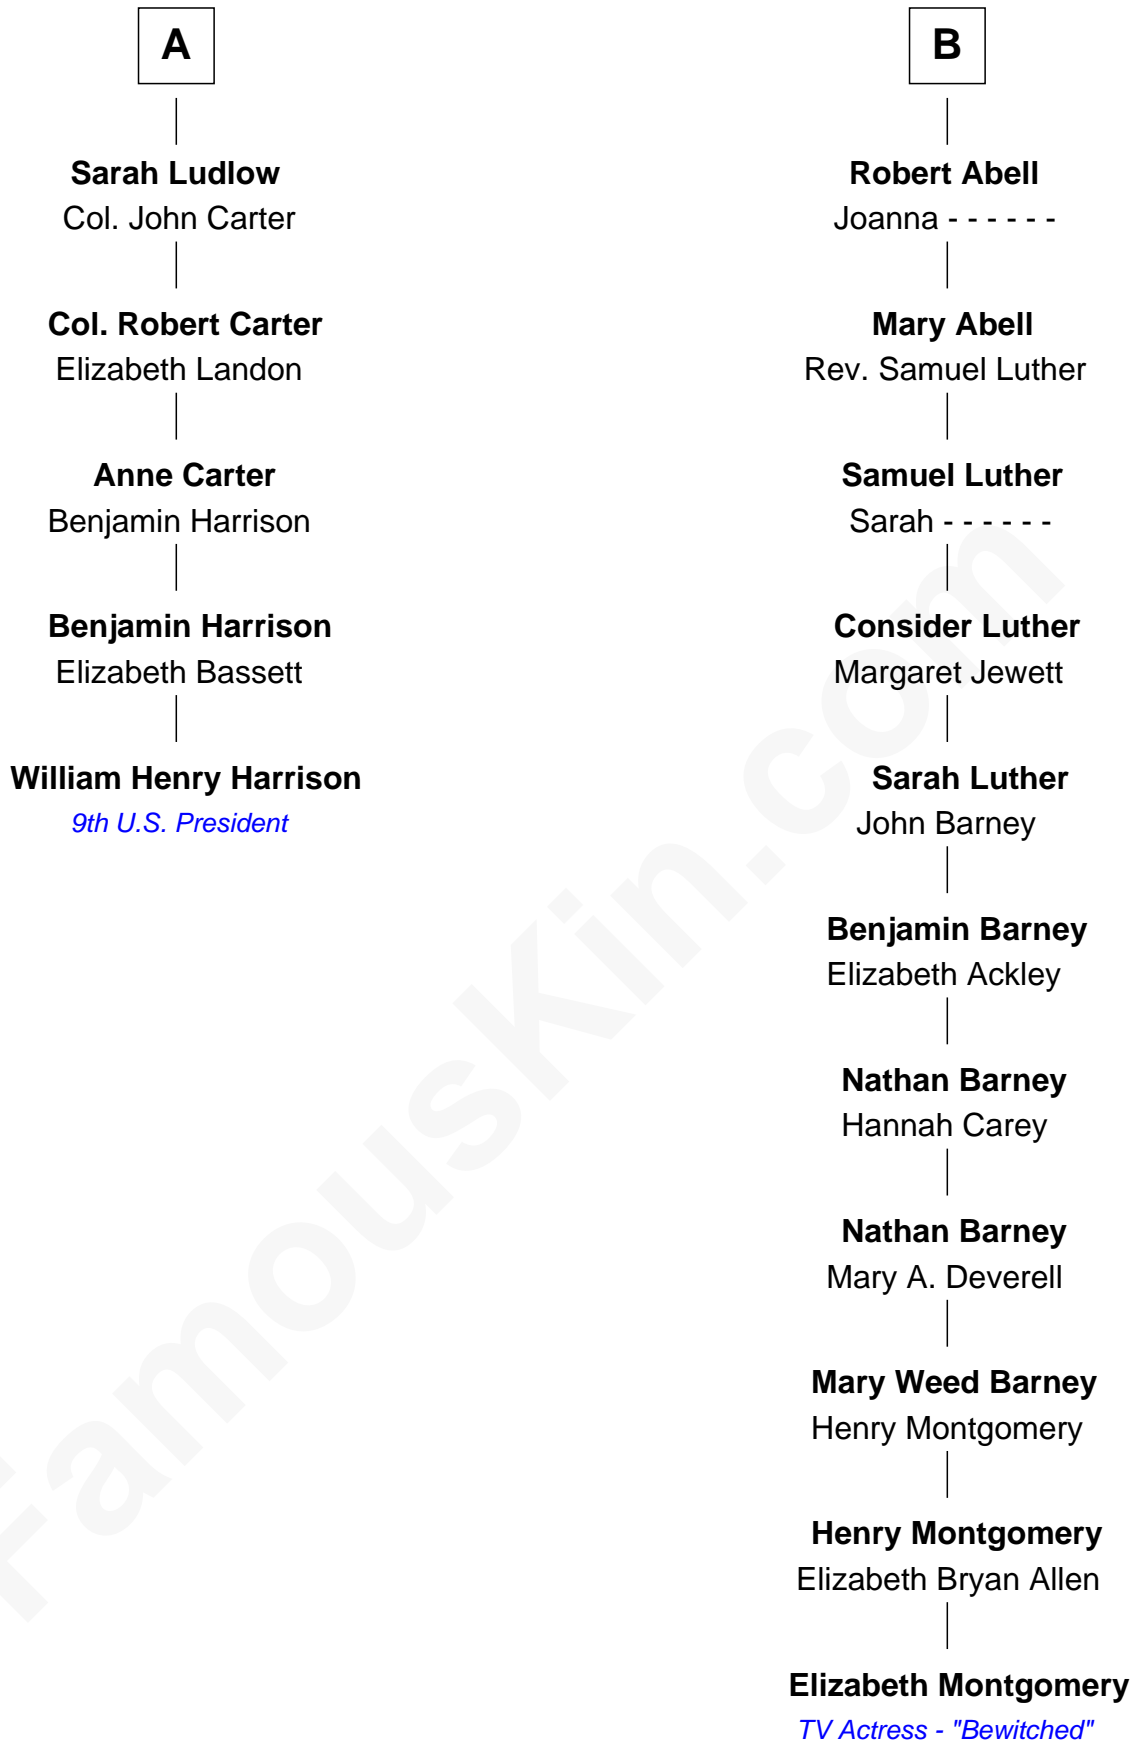 A
Sarah Ludlow
Col. John Carter
Col. Robert Carter
Elizabeth Landon
Anne Carter
Benjamin Harrison
Benjamin Harrison
Elizabeth Bassett
William Henry Harrison
9th U.S. President
B
Robert Abell
Joanna - - - - - -
Mary Abell
Rev. Samuel Luther
Samuel Luther
Sarah - - - - - -
Consider Luther
Margaret Jewett
Sarah Luther
John Barney
Benjamin Barney
Elizabeth Ackley
Nathan Barney
Hannah Carey
Nathan Barney
Mary A. Deverell
Mary Weed Barney
Henry Montgomery
Henry Montgomery
Elizabeth Bryan Allen
Elizabeth Montgomery
TV Actress - "Bewitched"
FamousKin.com